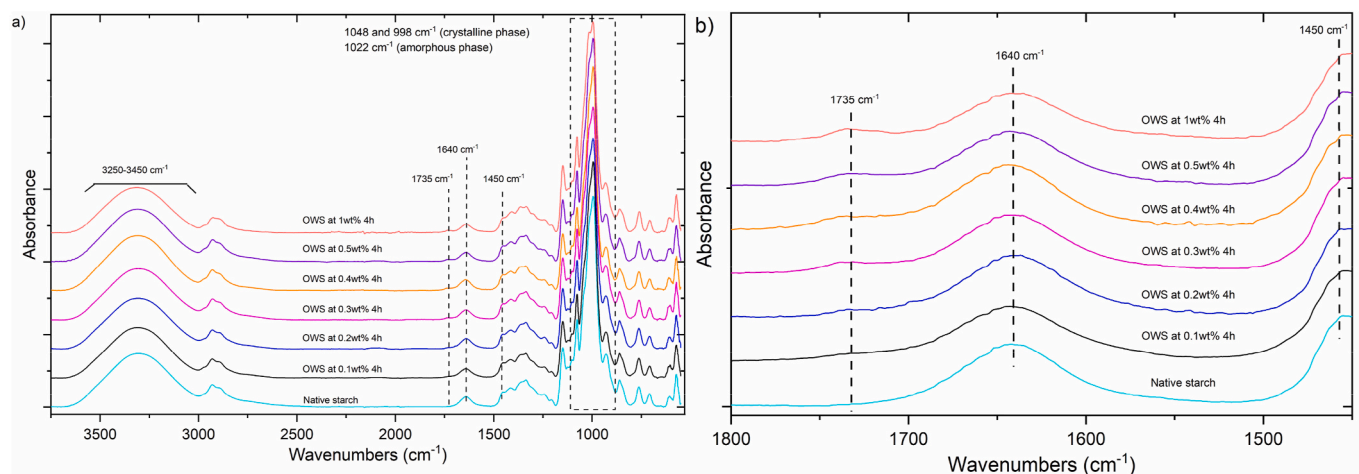 a)
1048 and 998 cm⁻¹ (crystalline phase)
1022 cm⁻¹ (amorphous phase)
3250-3450 cm⁻¹
1640 cm⁻¹
1735 cm⁻¹
1450 cm⁻¹
OWS at 1wt% 4h
OWS at 0.5wt% 4h
OWS at 0.4wt% 4h
OWS at 0.3wt% 4h
OWS at 0.2wt% 4h
OWS at 0.1wt% 4h
Native starch
Absorbance
3500
3000
2500
2000
1500
1000
Wavenumbers (cm⁻¹)
b)
1450 cm⁻¹
1640 cm⁻¹
1735 cm⁻¹
OWS at 1wt% 4h
OWS at 0.5wt% 4h
OWS at 0.4wt% 4h
OWS at 0.3wt% 4h
OWS at 0.2wt% 4h
OWS at 0.1wt% 4h
Native starch
Absorbance
1800
1700
1600
1500
Wavenumbers (cm⁻¹)